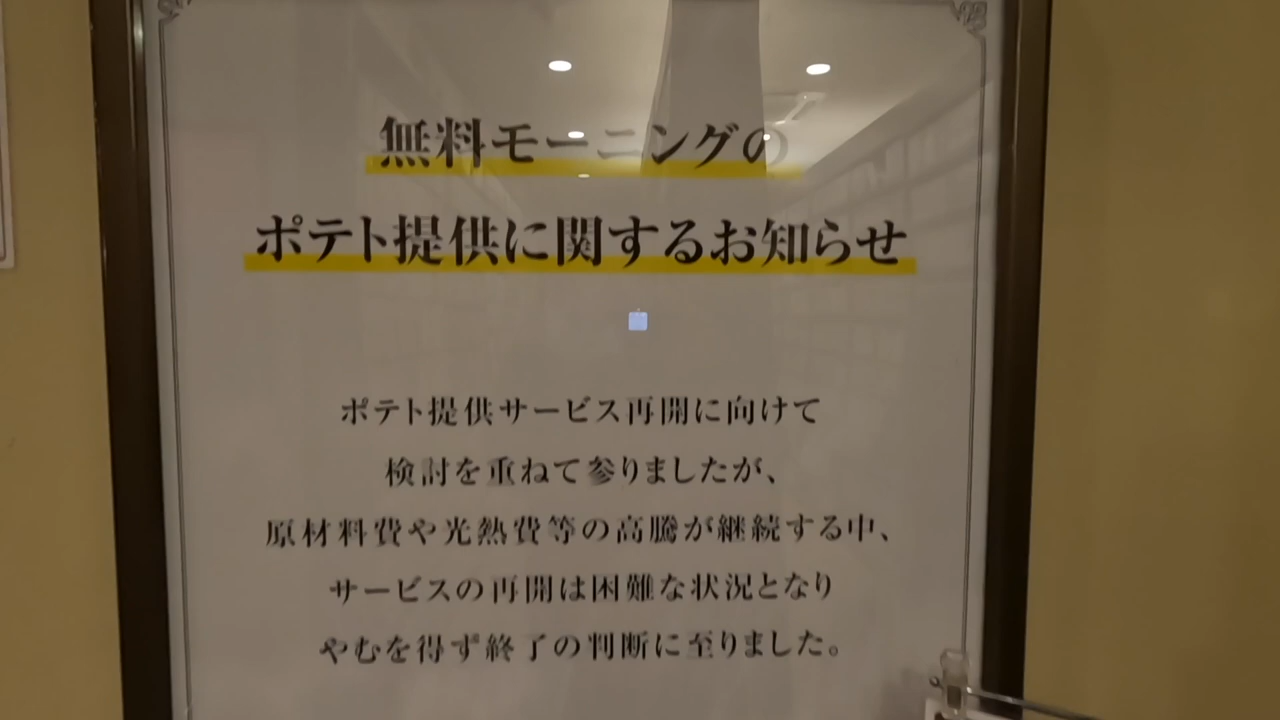 無料モーニングの
ポテト提供に関するお知らせ
ポテト提供サービス再開に向けて
検討を重ねて参りましたが、
原材料費や光熱費等の高騰が継続する中、
サービスの再開は困難な状況となり
やむを得ず終了の判断に至りました。